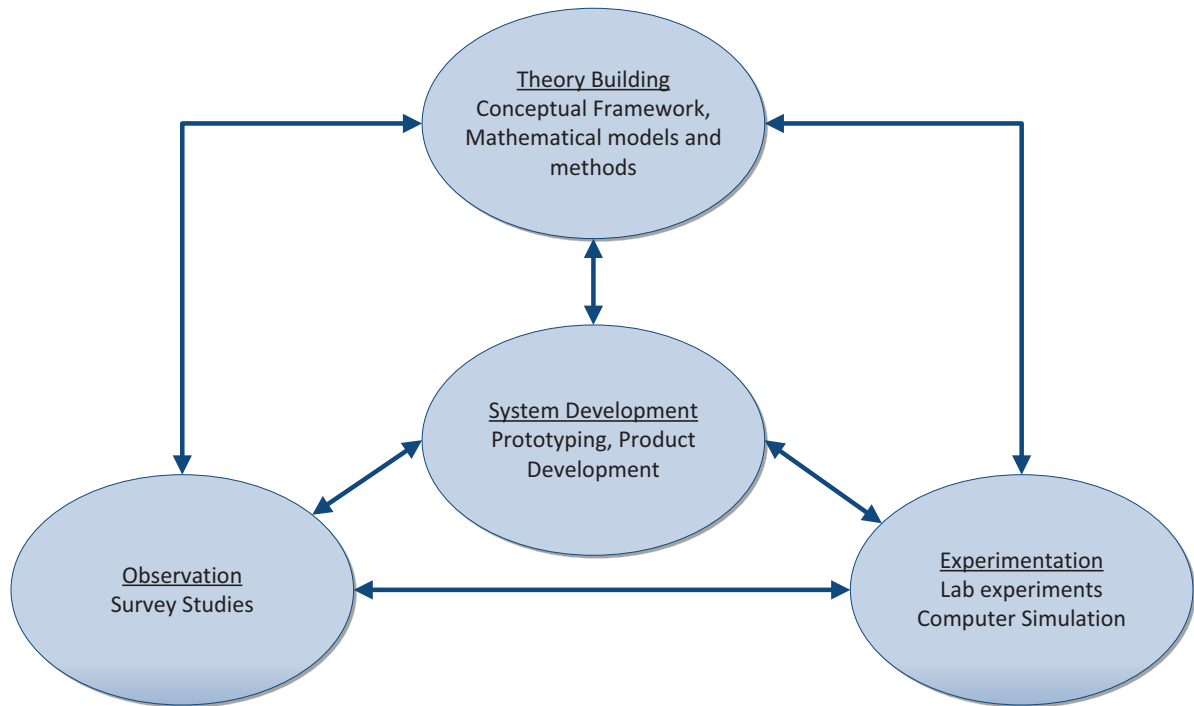 Theory Building
Conceptual Framework,
Mathematical models and
methods
System Development
Prototyping, Product
Development
Observation
Survey Studies
Experimentation
Lab experiments
Computer Simulation